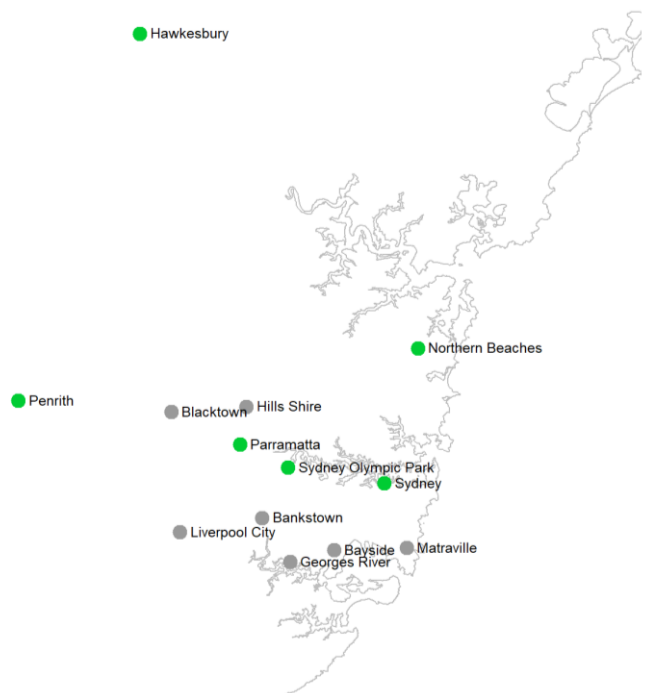 Hawkesbury
Northern Beaches
Penrith
Hills Shire
Blacktown
Parramatta
Sydney Olympic Park
Sydney
Bankstown
Liverpool City
Bayside
Matraville
Georges River